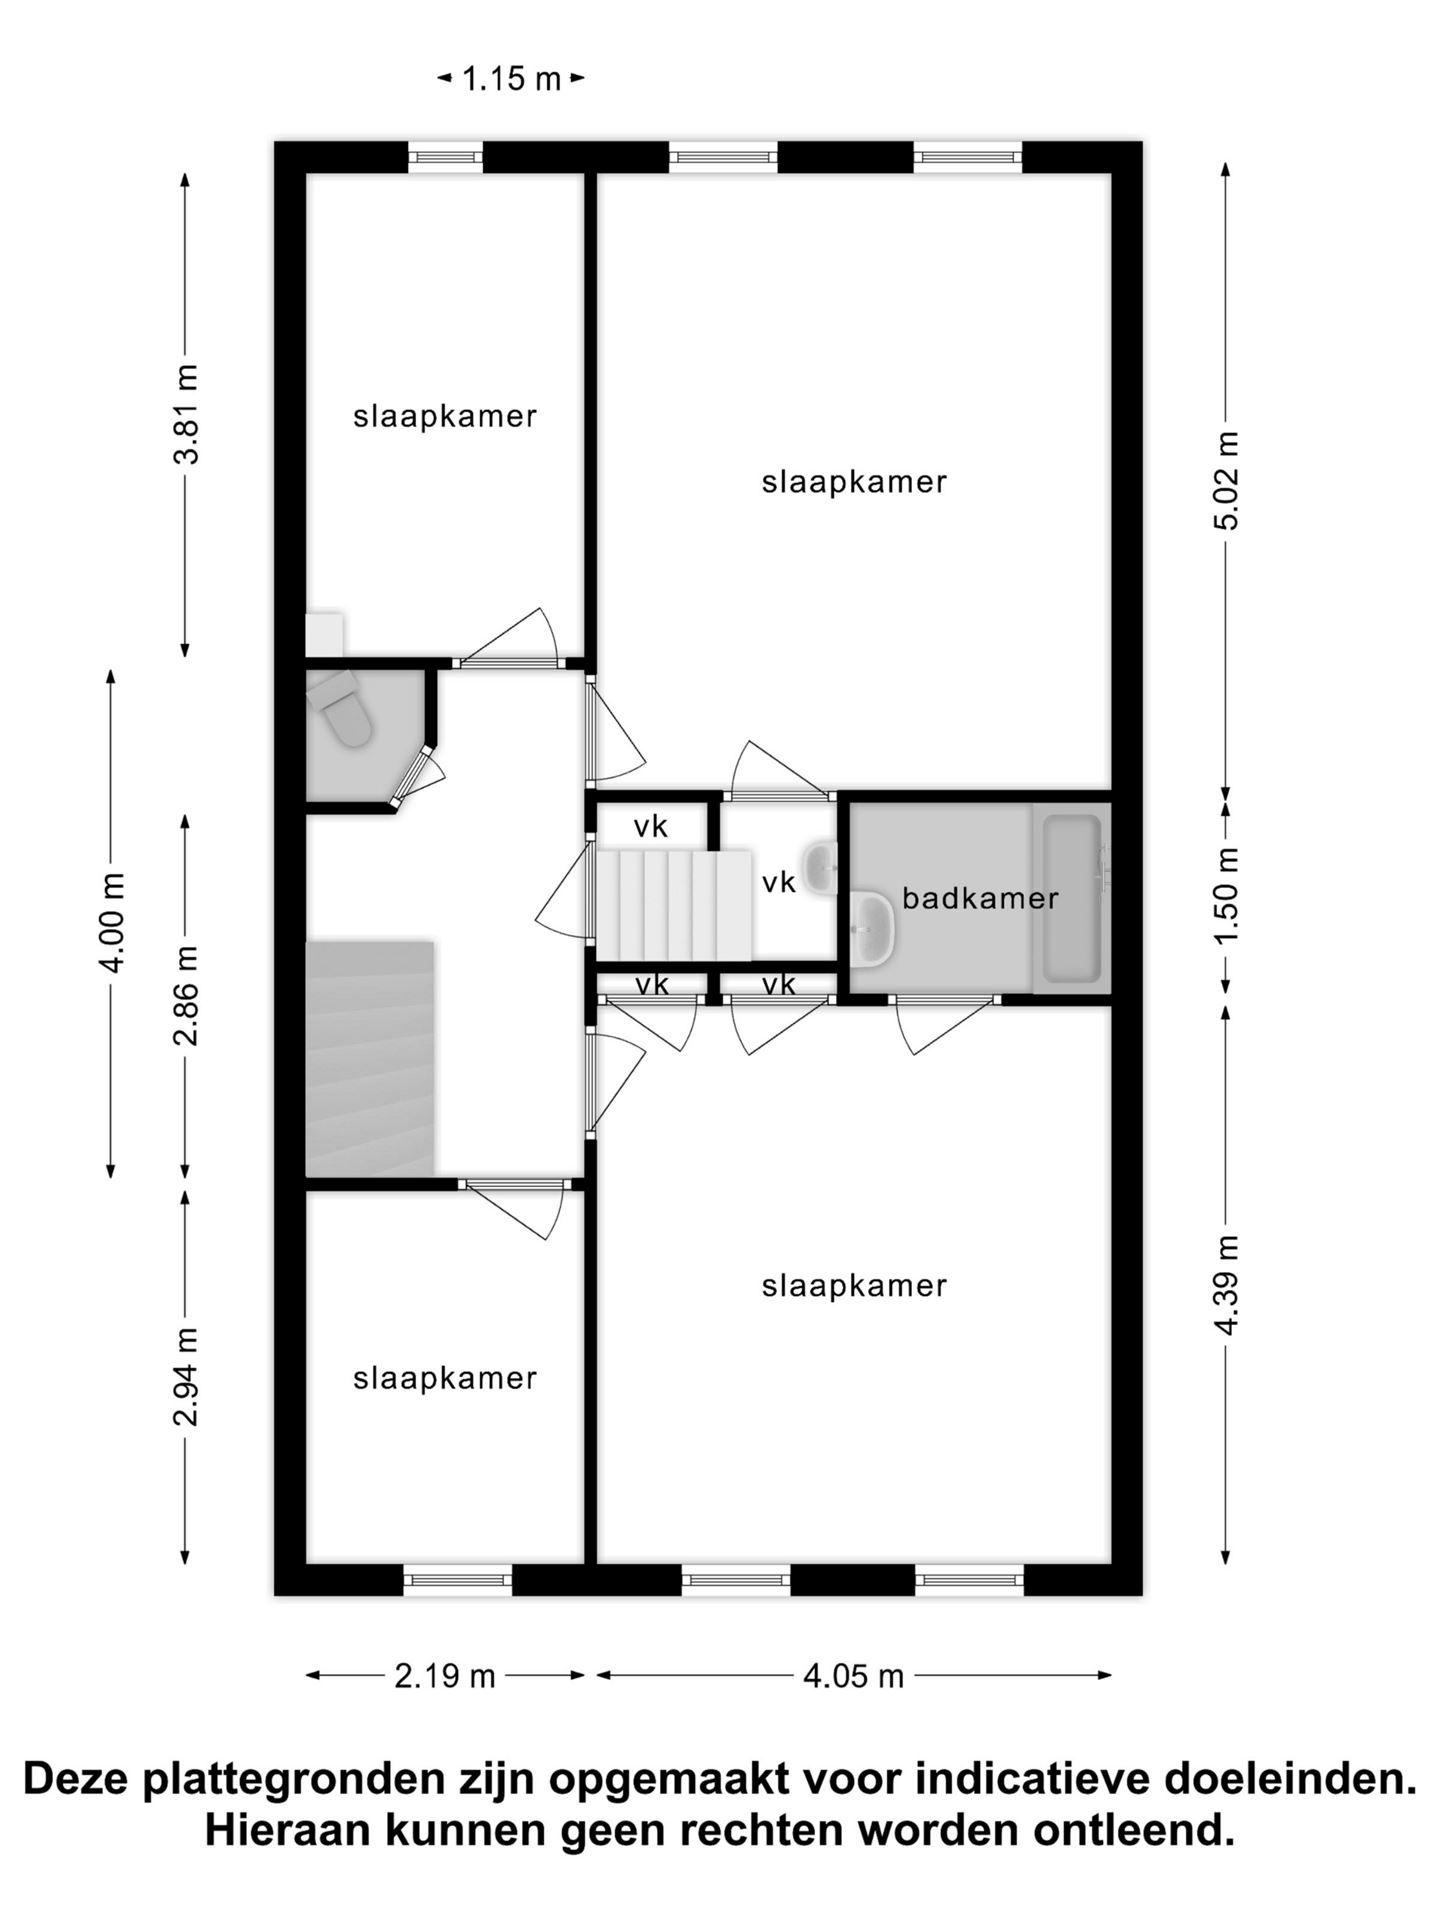 1.15 m
3.81 m
slaapkamer
slaapkamer
5.02 m
4.00 m
vk
vk
badkamer
1.50 m
2.86 m
vk
vk
slaapkamer
4.39 m
slaapkamer
2.94 m
2.19 m
4.05 m
Deze plattegronden zijn opgemaakt voor indicatieve doeleinden.
Hieraan kunnen geen rechten worden ontleend.